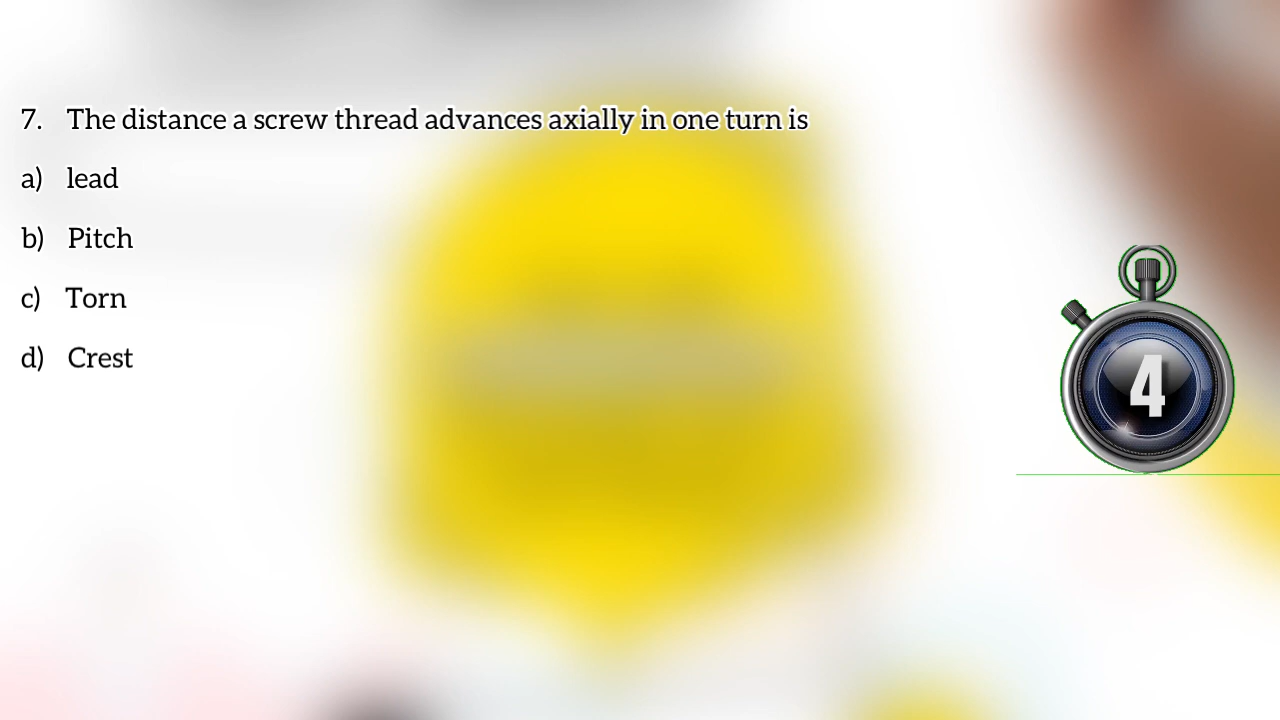 7. The distance a screw thread advances axially in one turn is
a) lead
b) Pitch
c) Torn
d) Crest
4